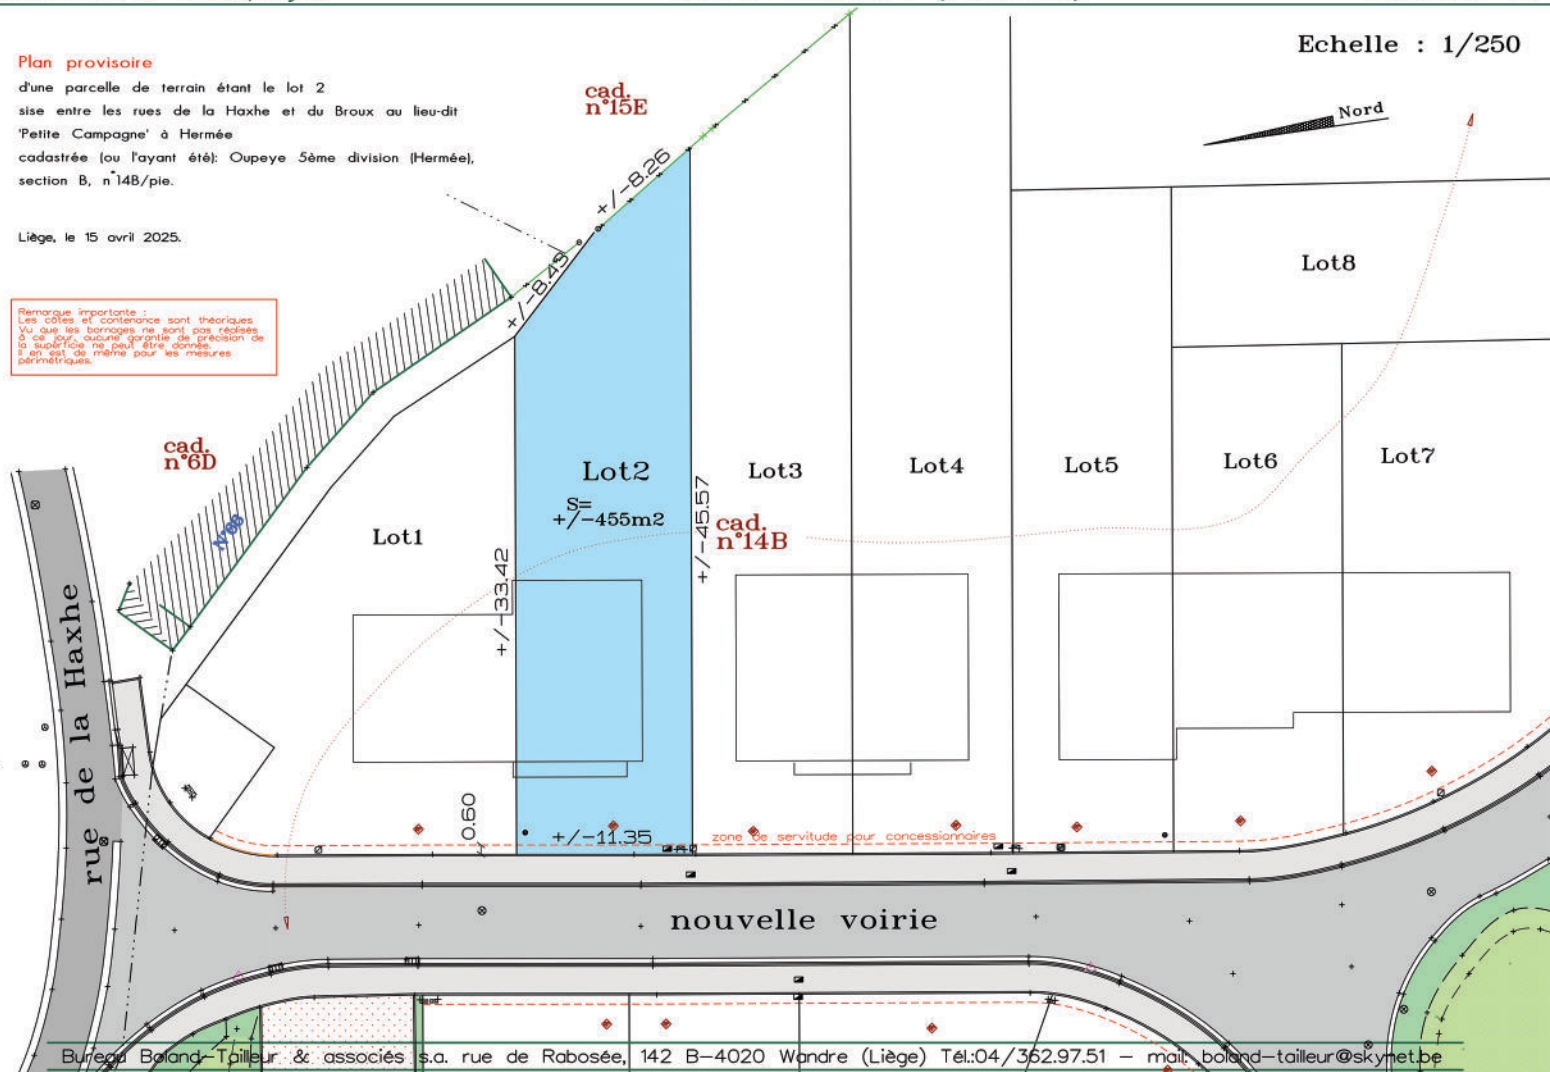 Echelle : 1/250
Plan provisoire
d'une parcelle de terrain étant le lot 2
sise entre les rues de la Haxhe et du Broux au lieu-dit
'Petite Campagne' à Hermée
cadastrée (ou l'ayant été): Oupeye 5ème division (Hermée),
section B, n°14B/pie.
Liège, le 15 avril 2025.
Remarque importante :
Les côtes et contenance sont théoriques
Vu que les bornages ne sont pas réalisés
à ce jour, aucune garantie de précision de
la superficie ne peut être donnée.
Il en est de même pour les mesures
périmétriques.
cad.
n°15E
Nord
+/-8.26
+/-8.43
Lot8
cad.
n°6D
N°68
Lot1
Lot2
S=
+/-455m2
Lot3
Lot4
Lot5
Lot6
Lot7
cad.
n°14B
+/-33.42
+/-45.57
0.60
+/-11.35
zone de servitude pour concessionnaires
rue de la Haxhe
nouvelle voirie
Bureau Boland-Tailleur & associés s.a. rue de Rabosée, 142 B-4020 Wandre (Liège) Tél.:04/362.97.51 - mail: boland-tailleur@skynet.be